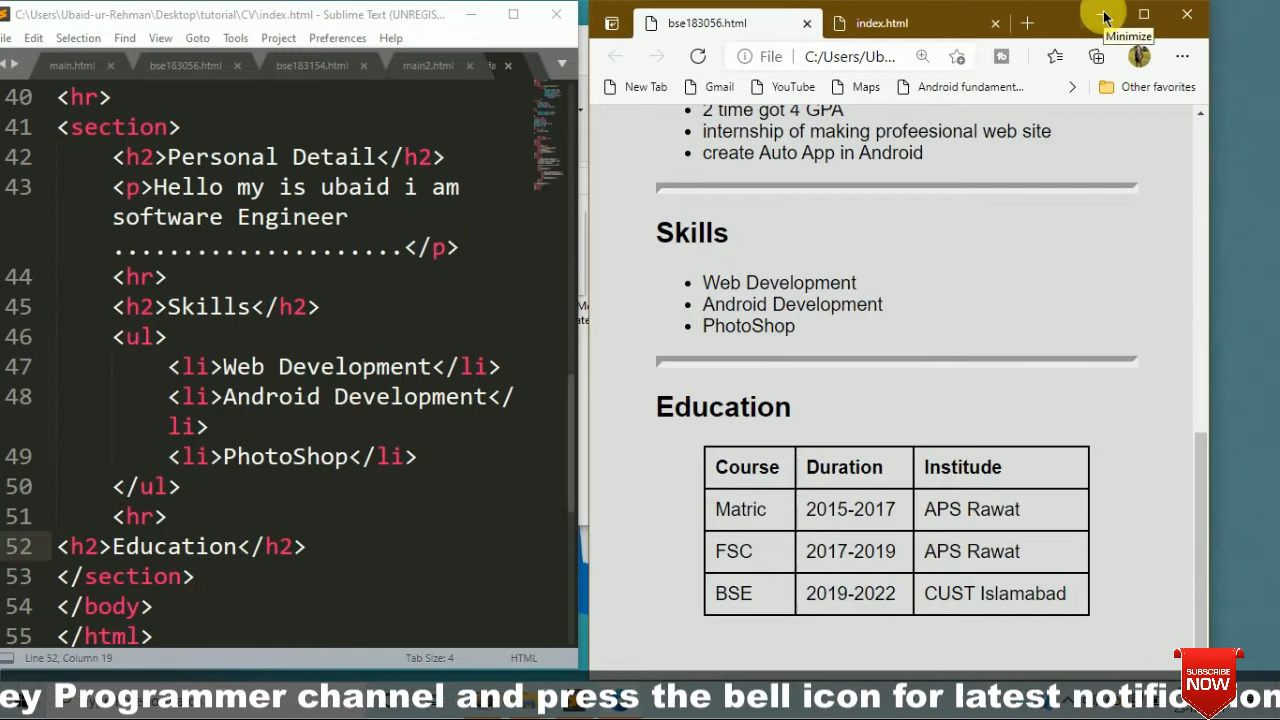 C:\Users\Ubaid-ur-Rehman\Desktop\tutorial\CV\index.html - Sublime Text (UNREGIS...
Edit Selection Find View Goto Tools Project Preferences Help
main.html bse183056.html bse183154.html main2.html
40 <hr>
41 <section>
42 <h2>Personal Detail</h2>
43 <p>Hello my is ubaid i am
software Engineer
.....................</p>
44 <hr>
45 <h2>Skills</h2>
46 <ul>
47 <li>Web Development</li>
48 <li>Android Development</
li>
49 <li>PhotoShop</li>
50 </ul>
51 <hr>
52 <h2>Education</h2>
53 </section>
54 </body>
55 </html>
Line 52, Column 19 Tab Size: 4 HTML
bse183056.html index.html
Minimize
File C:/Users/Ub...
New Tab Gmail YouTube Maps Android fundament... Other favorites
2 time got 4 GPA
internship of making profeesional web site
create Auto App in Android
Skills
Web Development
Android Development
PhotoShop
Education
Course Duration Institude
Matric 2015-2017 APS Rawat
FSC 2017-2019 APS Rawat
BSE 2019-2022 CUST Islamabad
SUBSCRIBE
NOW
ey Programmer channel and press the bell icon for latest